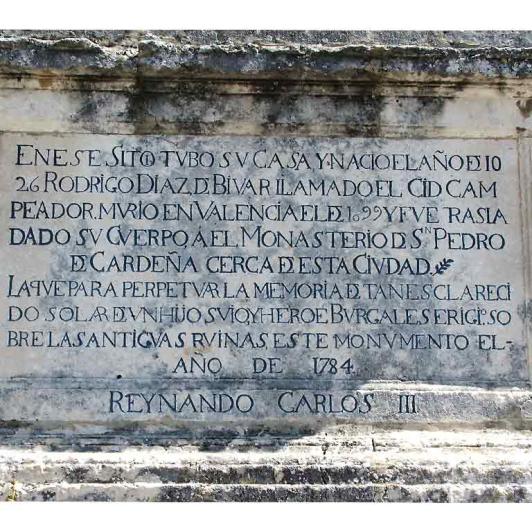 EN ESE SITIO TUBO SU CASA Y NACIO EL AÑO DE 10
26 RODRIGO DIAZ DE BIVAR LLAMADO EL CID CAM
PEADOR. MURIO EN VALENCIA EL DE 1099 Y FUE TRASLA
DADO SU CUERPO A EL MONASTERIO DE S.N PEDRO
DE CARDEÑA CERCA DE ESTA CIUDAD
LA QUE PARA PERPETUAR LA MEMORIA DE TAN ESCLARECI
DO SOLAR DE UN HIJO SUIO, Y HEROE BURGALES ERIGIO SO
BRE LAS ANTIGUAS RUINAS ESTE MONUMENTO EL-
AÑO DE 1784.
REYNANDO CARLOS III